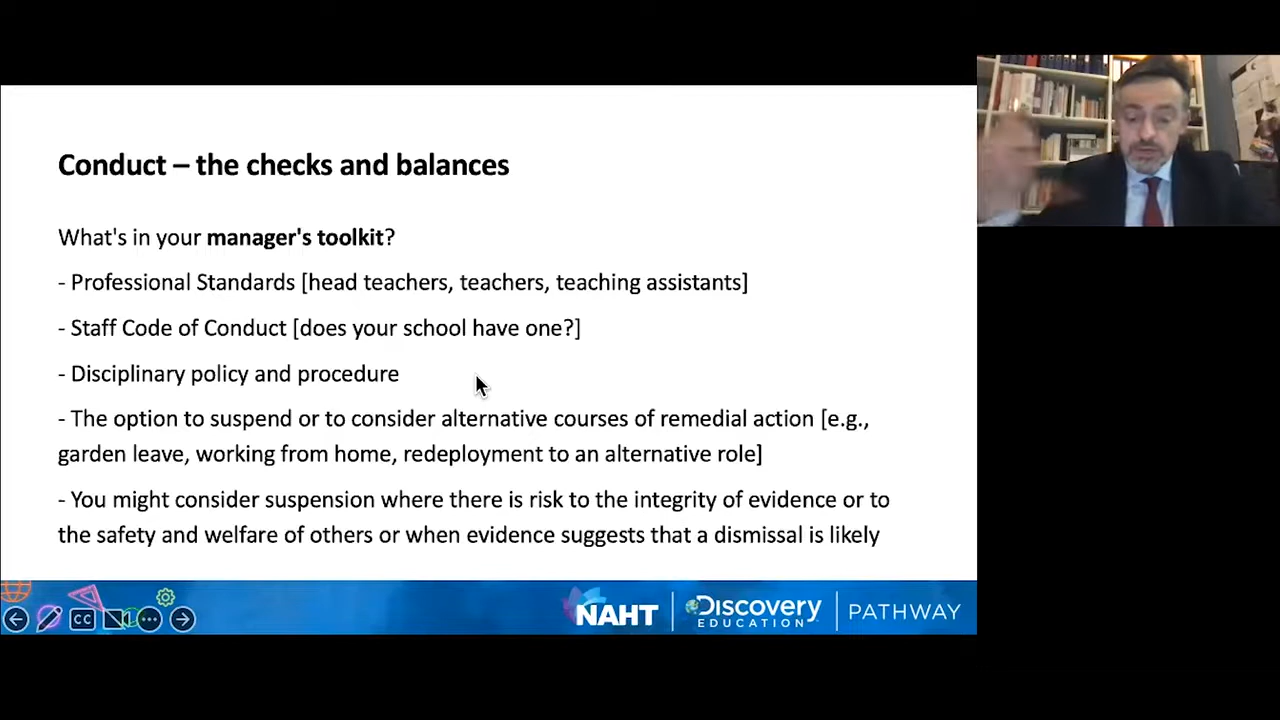 Conduct – the checks and balances
What's in your manager's toolkit?
- Professional Standards [head teachers, teachers, teaching assistants]
- Staff Code of Conduct [does your school have one?]
- Disciplinary policy and procedure
- The option to suspend or to consider alternative courses of remedial action [e.g.,
garden leave, working from home, redeployment to an alternative role]
- You might consider suspension where there is risk to the integrity of evidence or to
the safety and welfare of others or when evidence suggests that a dismissal is likely
CC
NAHT
Discovery
EDUCATION
PATHWAY